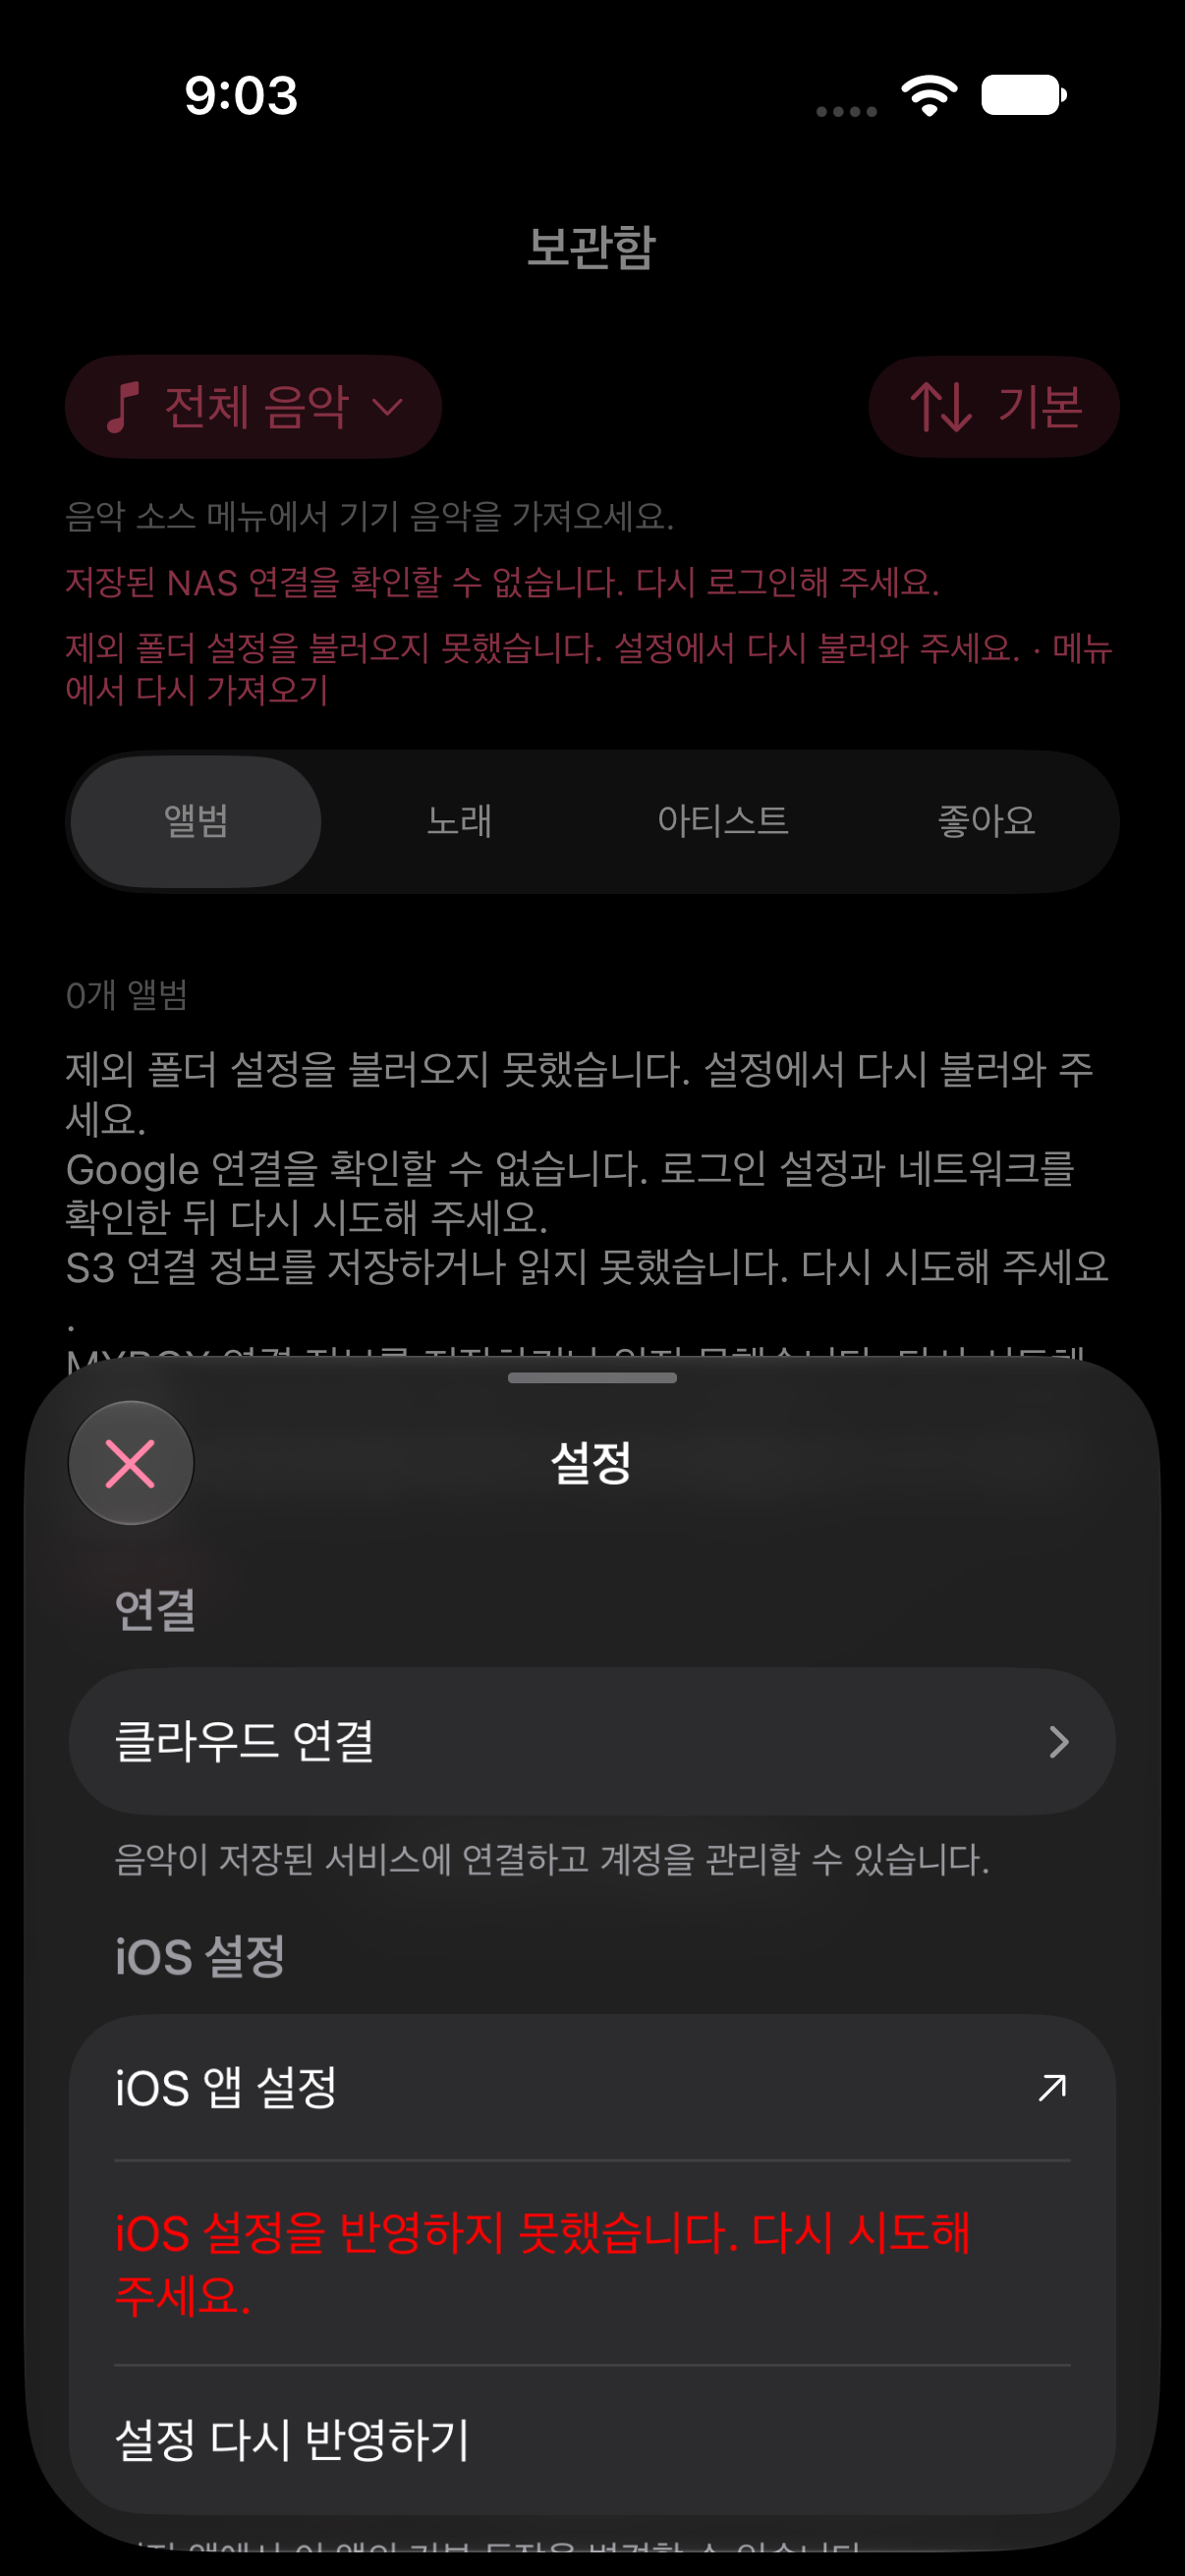 9:03
보관함
전체 음악
기본
음악 소스 메뉴에서 기기 음악을 가져오세요.
저장된 NAS 연결을 확인할 수 없습니다. 다시 로그인해 주세요.
제외 폴더 설정을 불러오지 못했습니다. 설정에서 다시 불러와 주세요. · 메뉴
에서 다시 가져오기
앨범 노래 아티스트 좋아요
0개 앨범
제외 폴더 설정을 불러오지 못했습니다. 설정에서 다시 불러와 주
세요.
Google 연결을 확인할 수 없습니다. 로그인 설정과 네트워크를
확인한 뒤 다시 시도해 주세요.
S3 연결 정보를 저장하거나 읽지 못했습니다. 다시 시도해 주세요
.
설정
연결
클라우드 연결
음악이 저장된 서비스에 연결하고 계정을 관리할 수 있습니다.
iOS 설정
iOS 앱 설정
iOS 설정을 반영하지 못했습니다. 다시 시도해
주세요.
설정 다시 반영하기